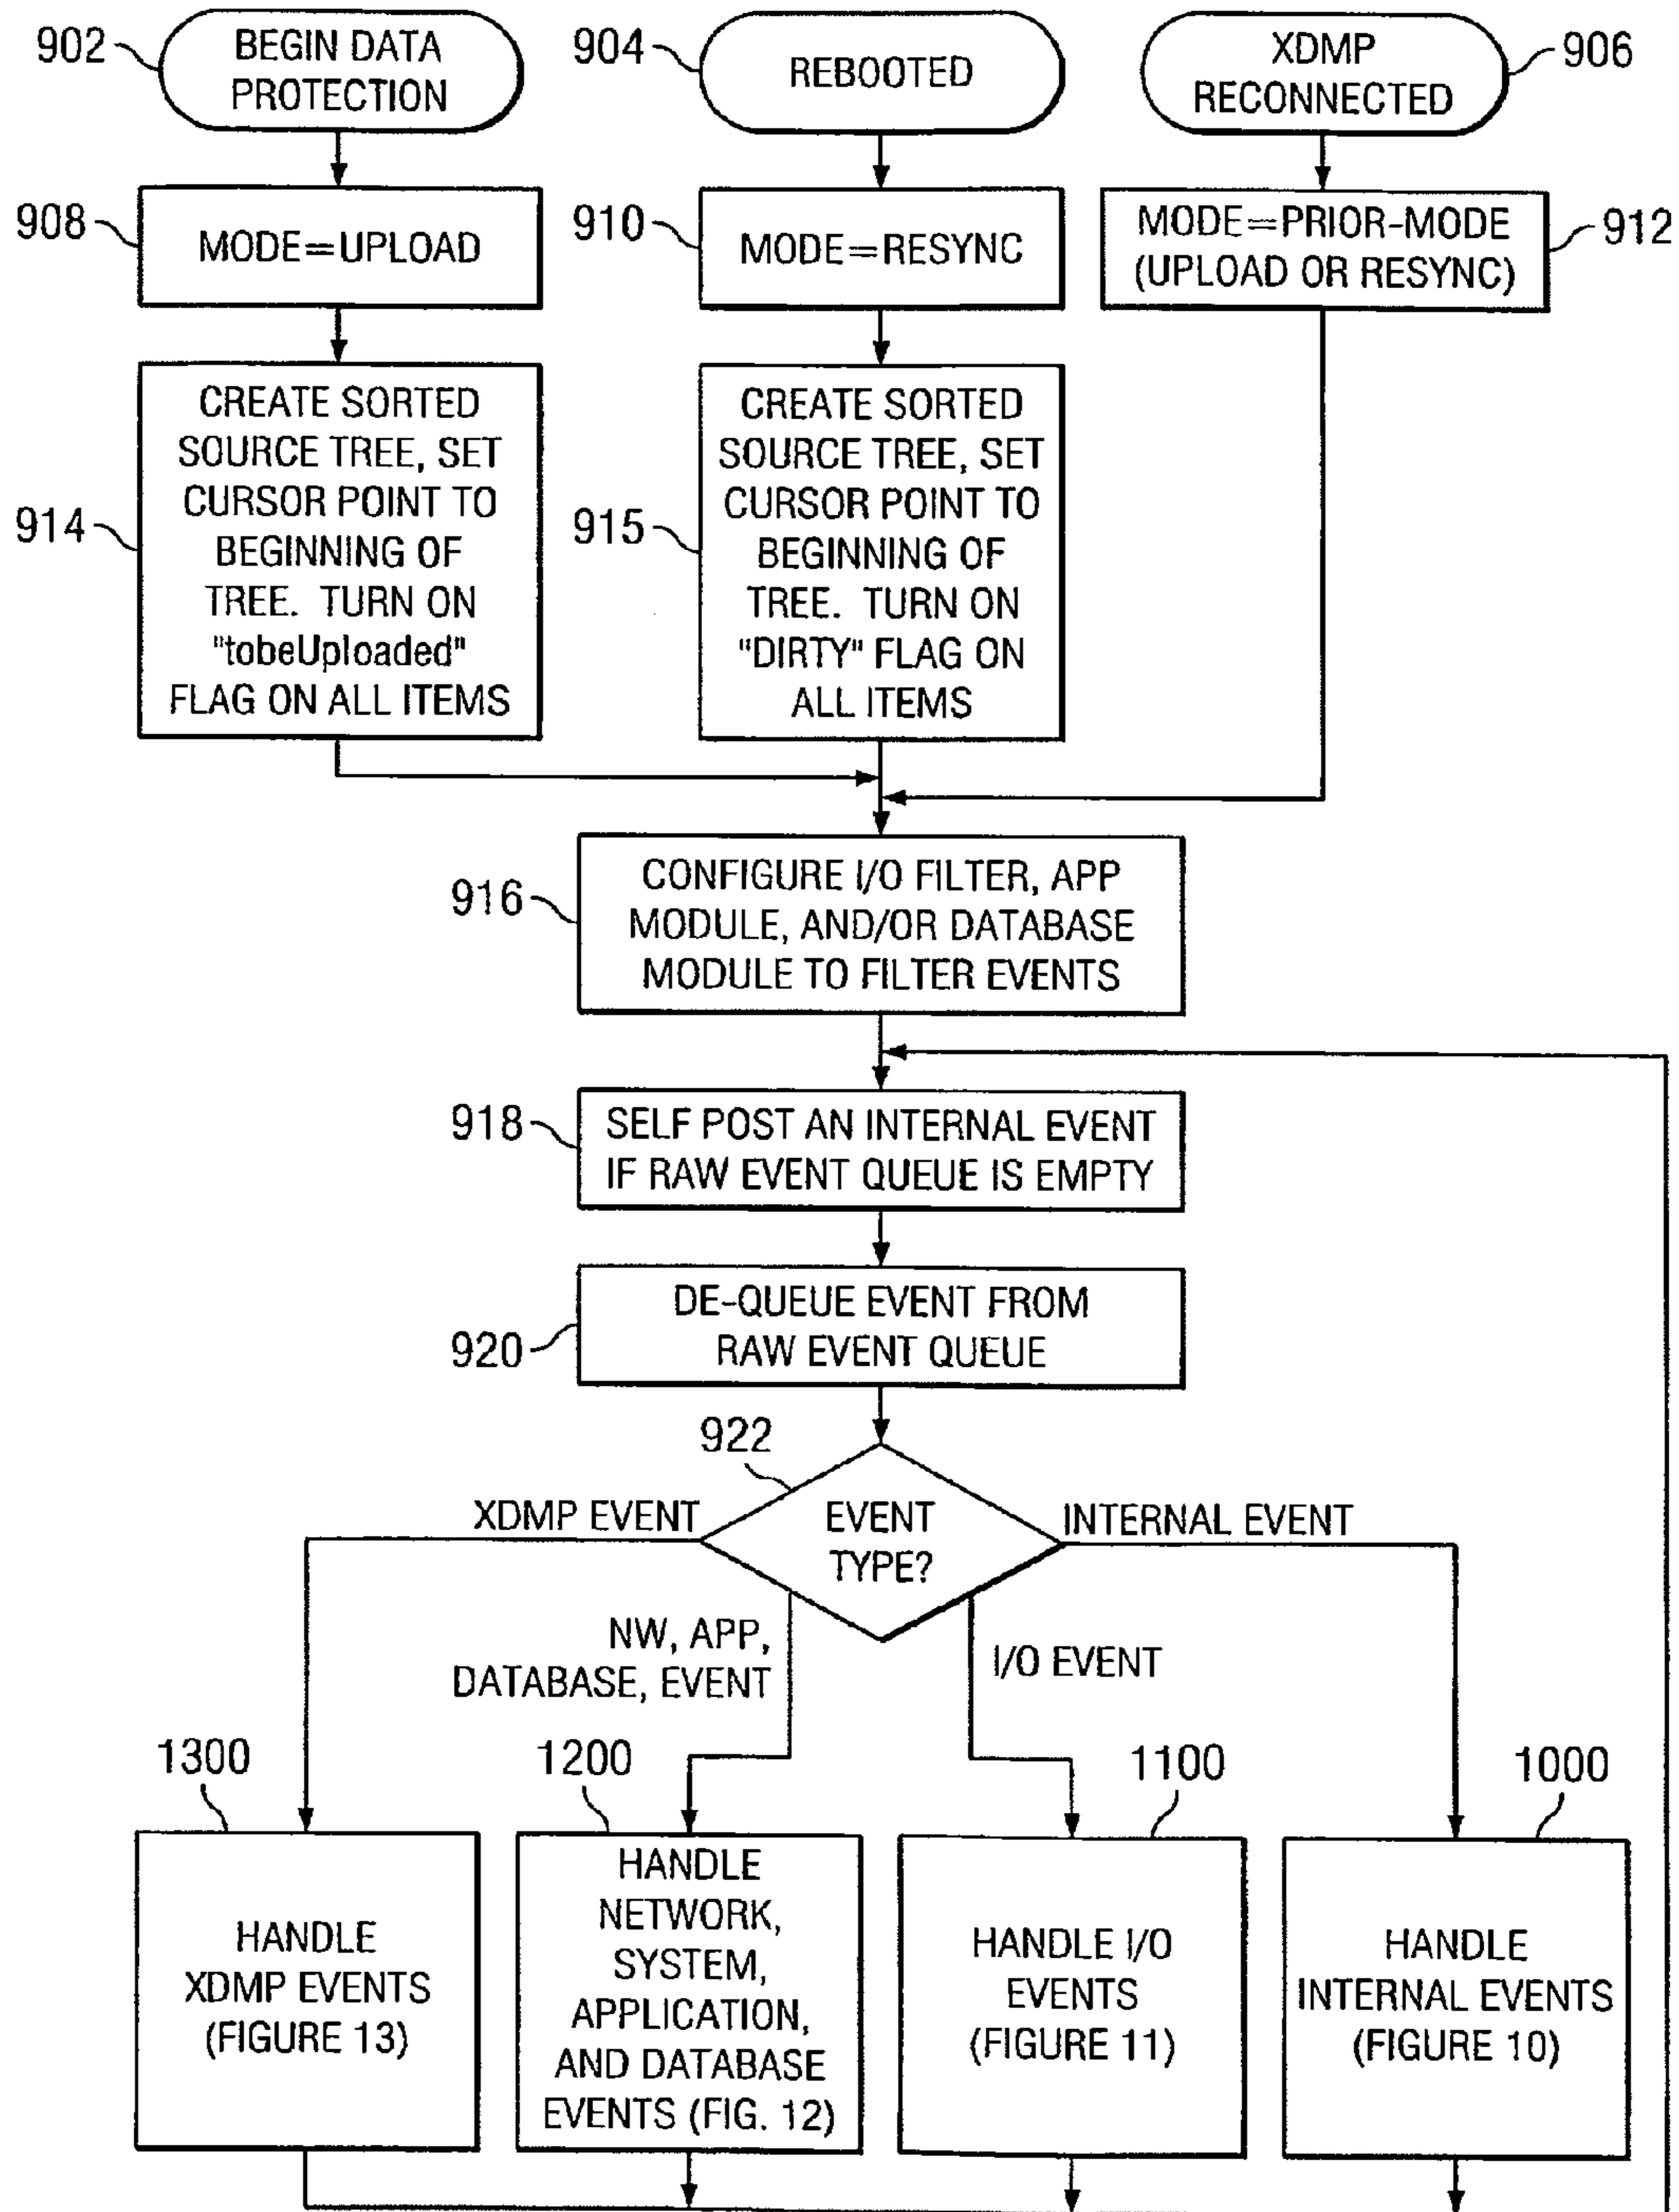 902
BEGIN DATA
PROTECTION
904
REBOOTED
XDMP
RECONNECTED
906
908
MODE=UPLOAD
910
MODE=RESYNC
MODE=PRIOR-MODE
(UPLOAD OR RESYNC)
912
914
CREATE SORTED
SOURCE TREE, SET
CURSOR POINT TO
BEGINNING OF
TREE. TURN ON
"tobeUploaded"
FLAG ON ALL ITEMS
915
CREATE SORTED
SOURCE TREE, SET
CURSOR POINT TO
BEGINNING OF
TREE. TURN ON
"DIRTY" FLAG ON
ALL ITEMS
916
CONFIGURE I/O FILTER, APP
MODULE, AND/OR DATABASE
MODULE TO FILTER EVENTS
918
SELF POST AN INTERNAL EVENT
IF RAW EVENT QUEUE IS EMPTY
920
DE-QUEUE EVENT FROM
RAW EVENT QUEUE
922
EVENT
TYPE?
XDMP EVENT
INTERNAL EVENT
NW, APP,
DATABASE, EVENT
I/O EVENT
1300
HANDLE
XDMP EVENTS
(FIGURE 13)
1200
HANDLE
NETWORK,
SYSTEM,
APPLICATION,
AND DATABASE
EVENTS (FIG. 12)
1100
HANDLE I/O
EVENTS
(FIGURE 11)
1000
HANDLE
INTERNAL EVENTS
(FIGURE 10)